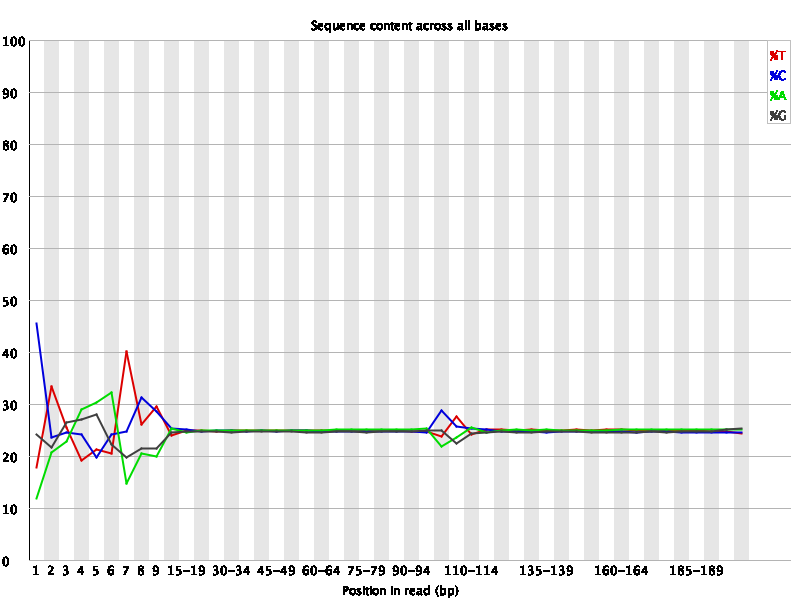 Sequence content across all bases
100
90
80
70
60
50
40
30
20
10
0
%T
%C
%A
%G
1 2 3 4 5 6 7 8 9 15-19 30-34 45-49 60-64 75-79 90-94 110-114 135-139 160-164 185-189
Position in read (bp)